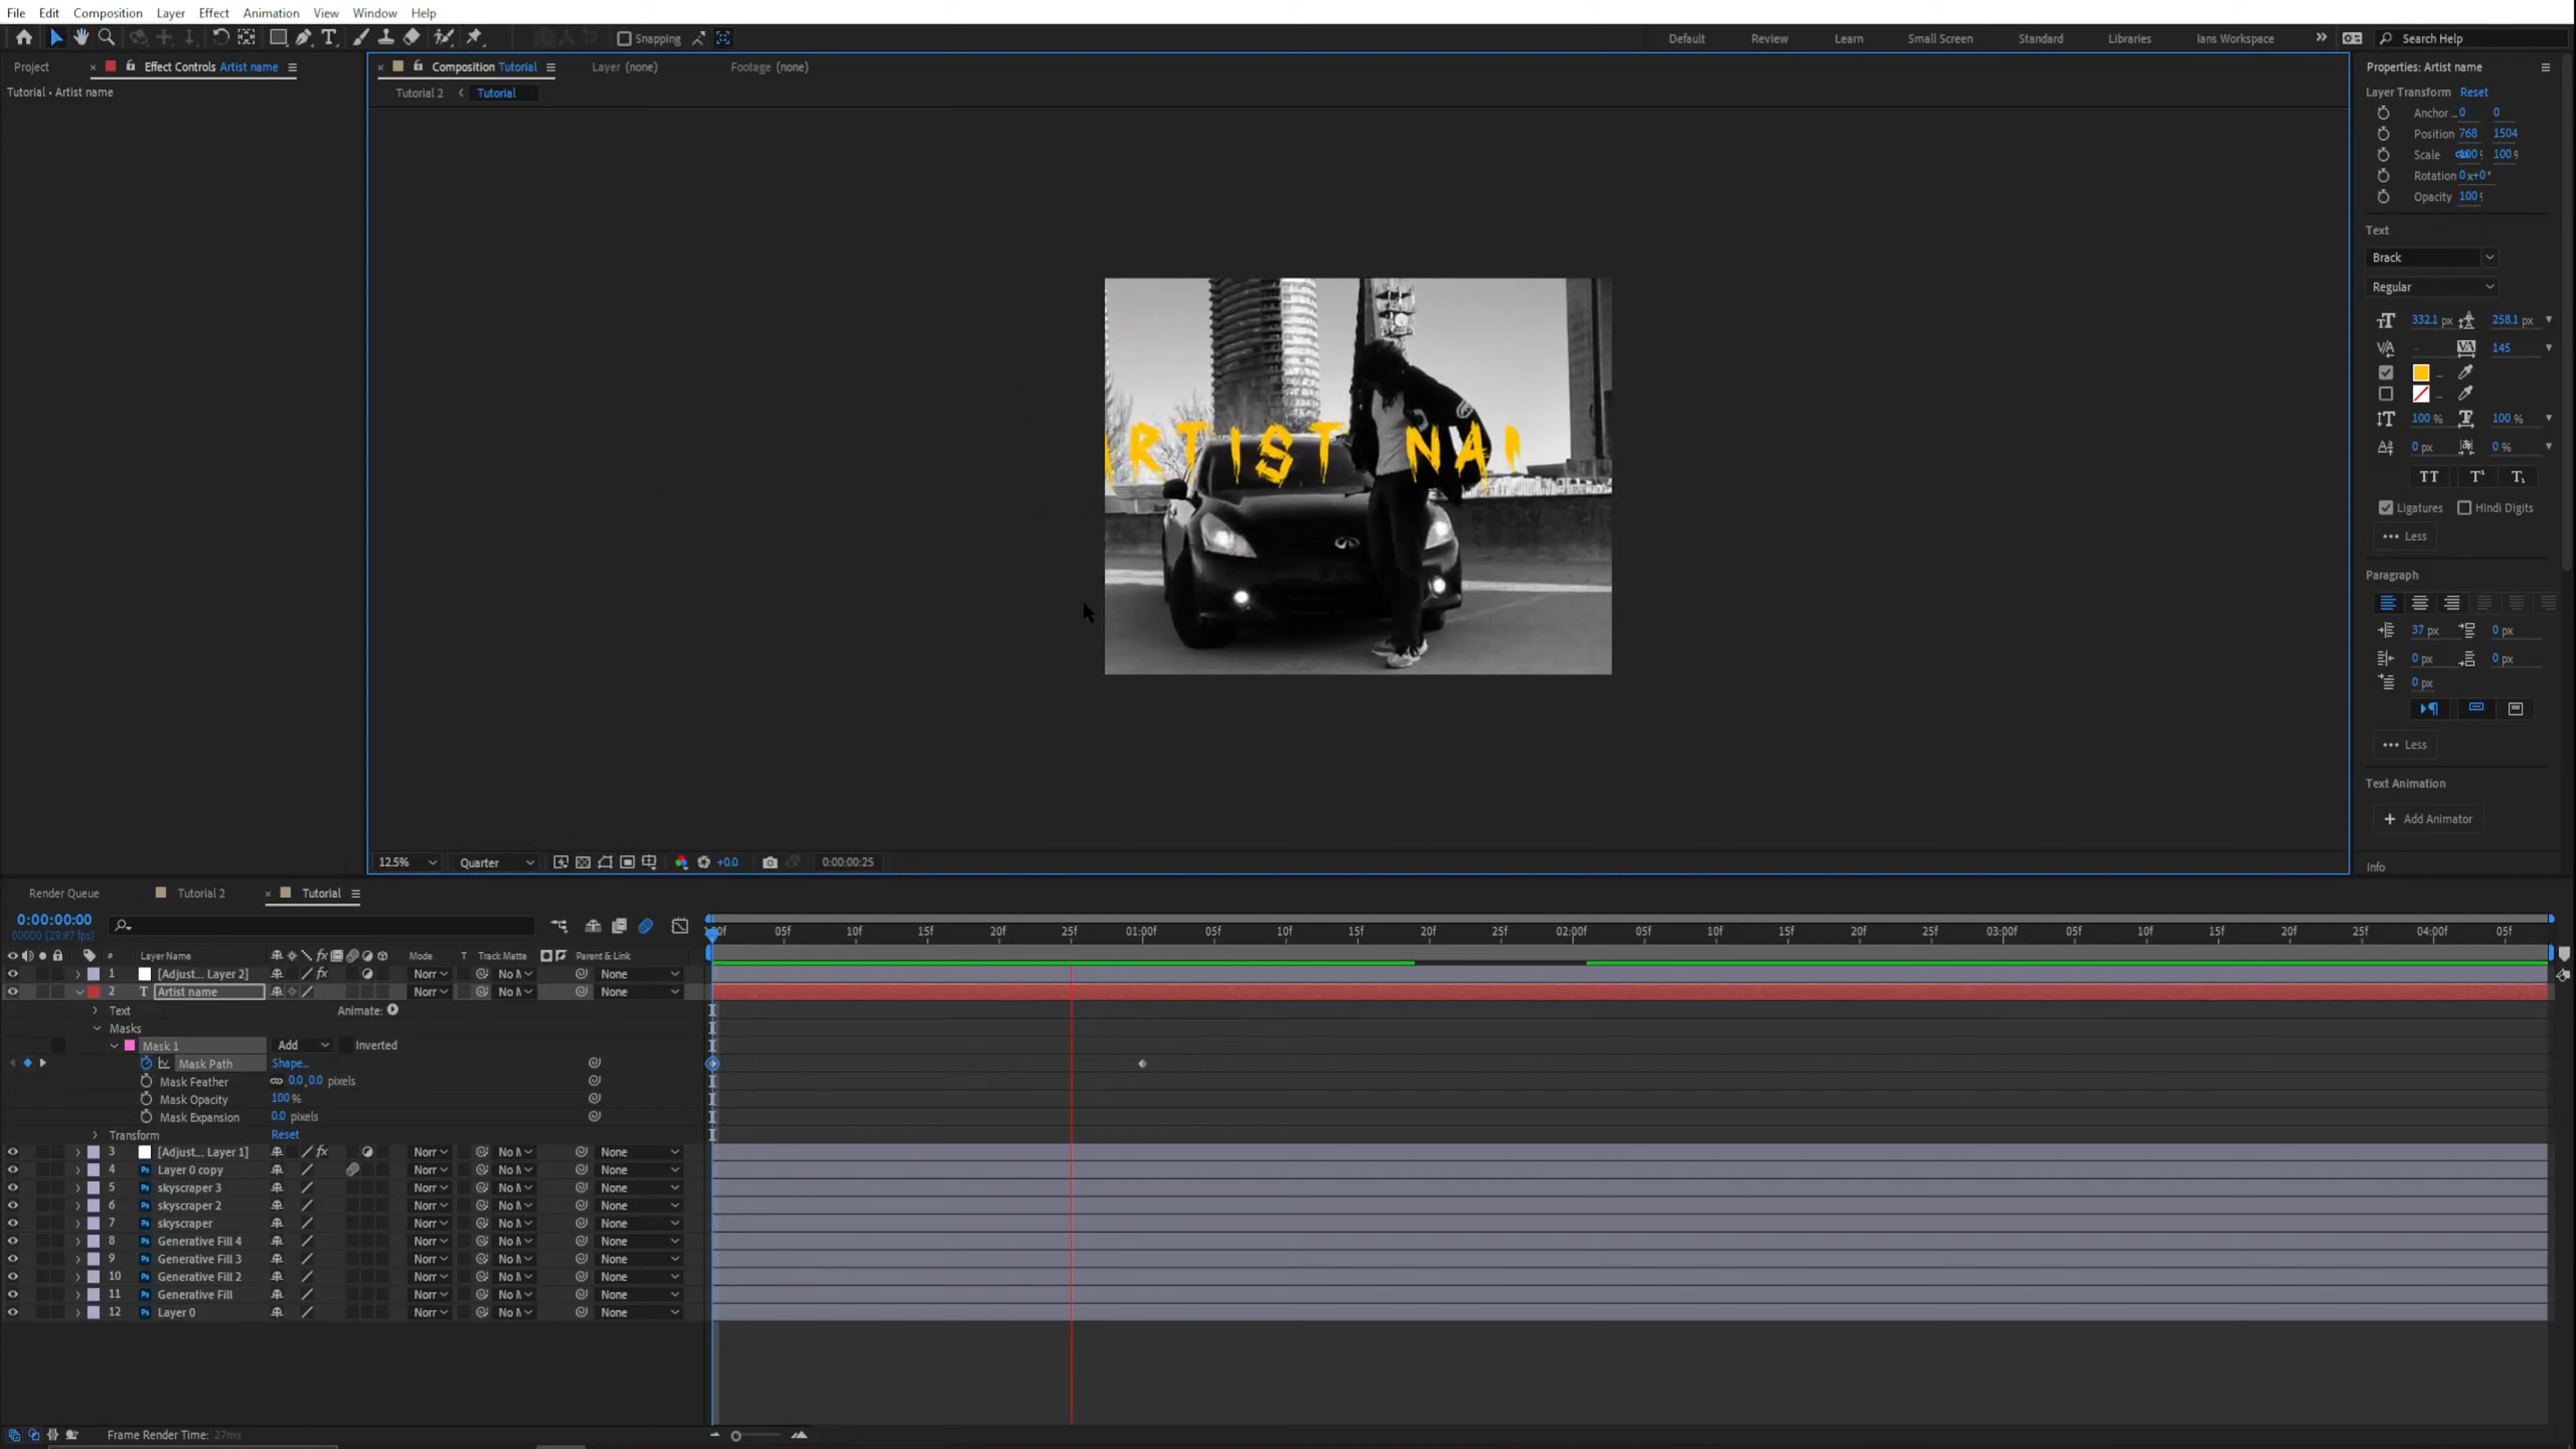 File Edit Composition Layer Effect Animation View Window Help
Snapping
Default Review Learn Small Screen Standard Libraries Ians Workspace Search Help
Project Effect Controls Artist name
Tutorial • Artist name
Composition Tutorial Layer (none) Footage (none)
Tutorial 2 Tutorial
ARTIST NA
12.5% Quarter +0.0 0:00:00:25
Properties: Artist name
Layer Transform Reset
Anchor ... 0 0
Position 768 1504
Scale 100 100
Rotation 0x+0°
Opacity 100
Text
Brack
Regular
332.1 px 258.1 px
145
100 % 100 %
0 px 0 %
TT T¹ T₁
Ligatures Hindi Digits
Less
Paragraph
37 px 0 px
0 px 0 px
0 px
Less
Text Animation
Add Animator
Info
Render Queue Tutorial 2 Tutorial
0:00:00:00
00000 (29.97 fps)
05f 10f 15f 20f 25f 01:00f 05f 10f 15f 20f 25f 02:00f 05f 10f 15f 20f 25f 03:00f 05f 10f 15f 20f 25f 04:00f 05f
# Layer Name fx Mode T Track Matte Parent & Link
1 [Adjust... Layer 2] fx Norr No M None
2 T Artist name Norr No M None
Text Animate:
Masks
Mask 1 Add Inverted
Mask Path Shape...
Mask Feather 0.0,0.0 pixels
Mask Opacity 100 %
Mask Expansion 0.0 pixels
Transform Reset
3 [Adjust... Layer 1] fx Norr No M None
4 Ps Layer 0 copy Norr No M None
5 Ps skyscraper 3 Norr No M None
6 Ps skyscraper 2 Norr No M None
7 Ps skyscraper Norr No M None
8 Ps Generative Fill 4 Norr No M None
9 Ps Generative Fill 3 Norr No M None
10 Ps Generative Fill 2 Norr No M None
11 Ps Generative Fill Norr No M None
12 Ps Layer 0 Norr No M None
Frame Render Time: 27ms